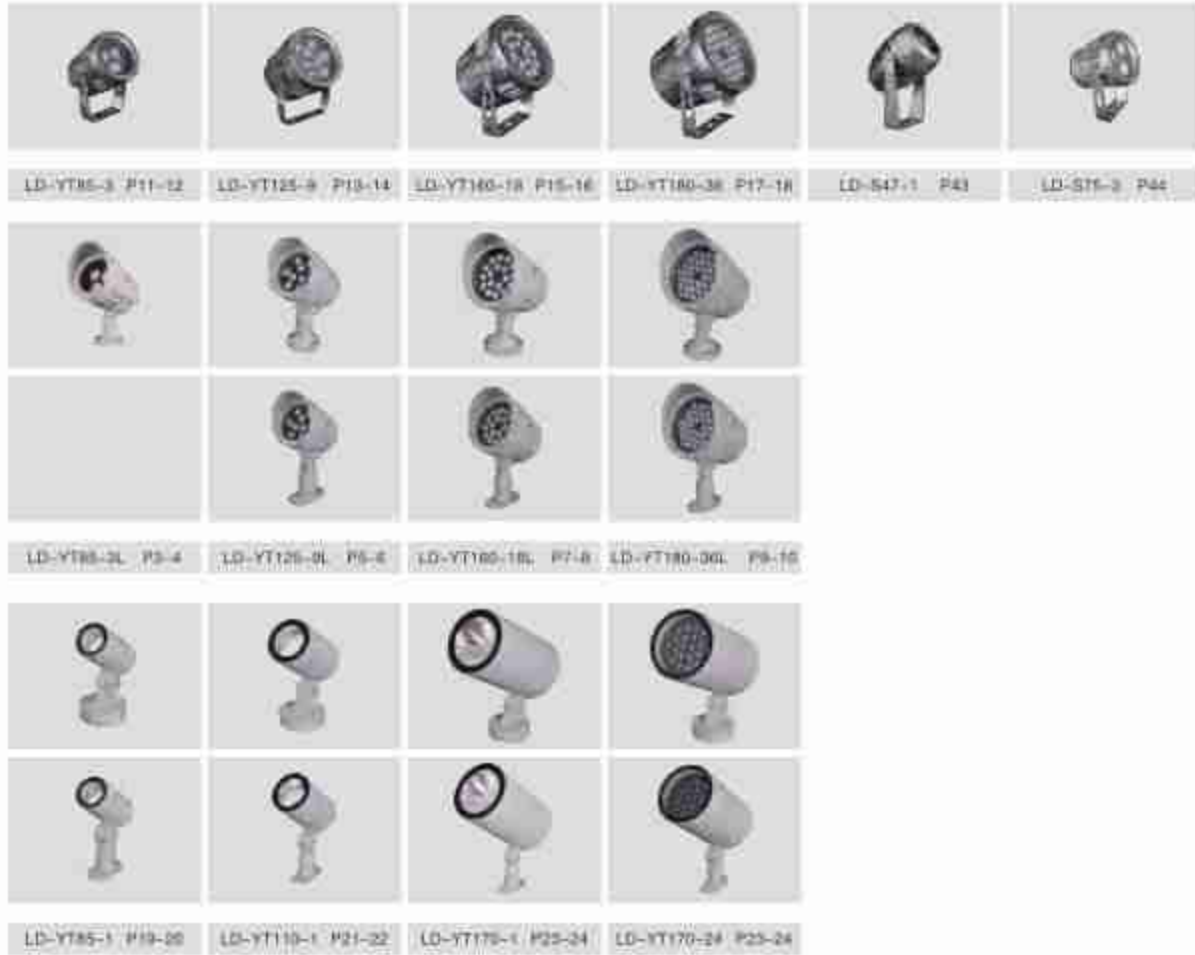 LD-YT85-3 P11-12
LD-YT125-9 P13-14
LD-YT160-18 P15-16
LD-YT180-36 P17-18
LD-S47-1 P43
LD-S75-3 P44
LD-YT85-3L P3-4
LD-YT125-9L P5-6
LD-YT160-18L P7-8
LD-YT180-36L P9-10
LD-YT85-1 P19-20
LD-YT110-1 P21-22
LD-YT170-1 P23-24
LD-YT170-24 P23-24